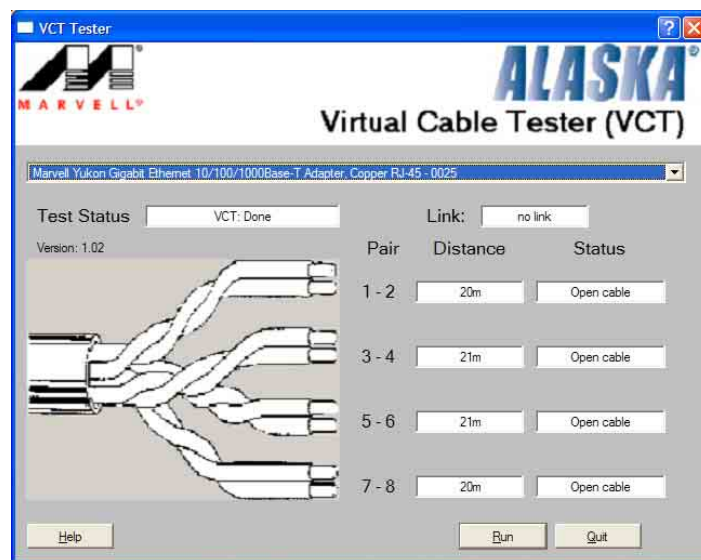 VCT Tester
MARVELL®
ALASKA®
Virtual Cable Tester (VCT)
Marvell Yukon Gigabit Ethernet 10/100/1000Base-T Adapter, Copper RJ-45 - 0025
Test Status VCT: Done Link: no link
Version: 1.02 Pair Distance Status
1 - 2 20m Open cable
3 - 4 21m Open cable
5 - 6 21m Open cable
7 - 8 20m Open cable
Help Run Quit